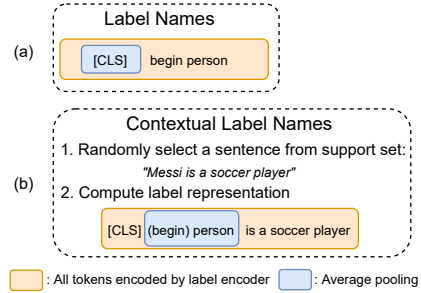 Label Names
(a)
[CLS] begin person
Contextual Label Names
1. Randomly select a sentence from support set:
"Messi is a soccer player"
(b)
2. Compute label representation
[CLS] (begin) person is a soccer player
: All tokens encoded by label encoder : Average pooling